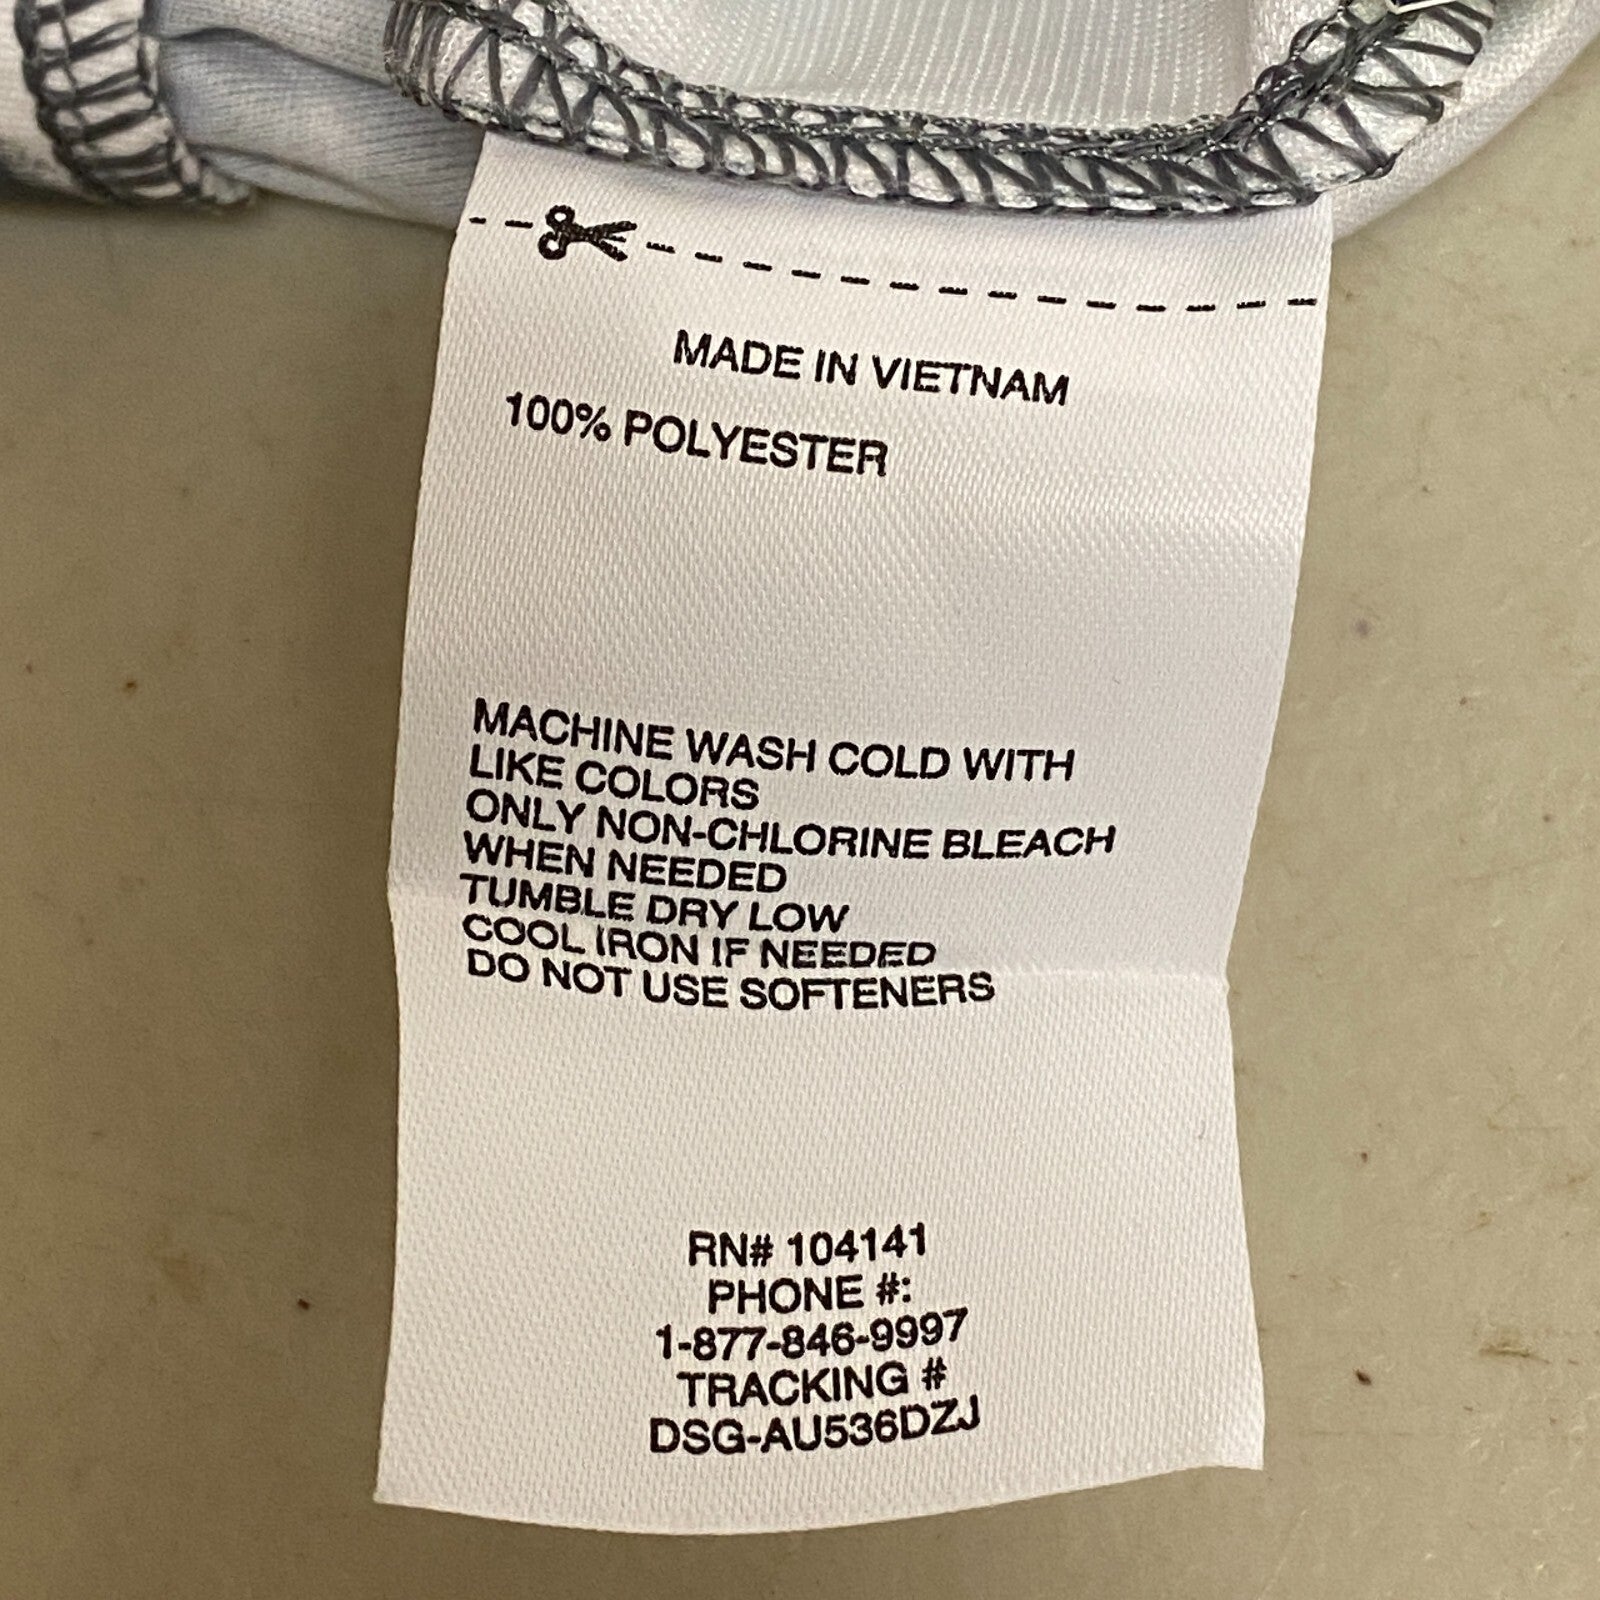 MADE IN VIETNAM
100% POLYESTER
MACHINE WASH COLD WITH
LIKE COLORS
ONLY NON-CHLORINE BLEACH
WHEN NEEDED
TUMBLE DRY LOW
COOL IRON IF NEEDED
DO NOT USE SOFTENERS
RN# 104141
PHONE #:
1-877-846-9997
TRACKING #
DSG-AU536DZJ